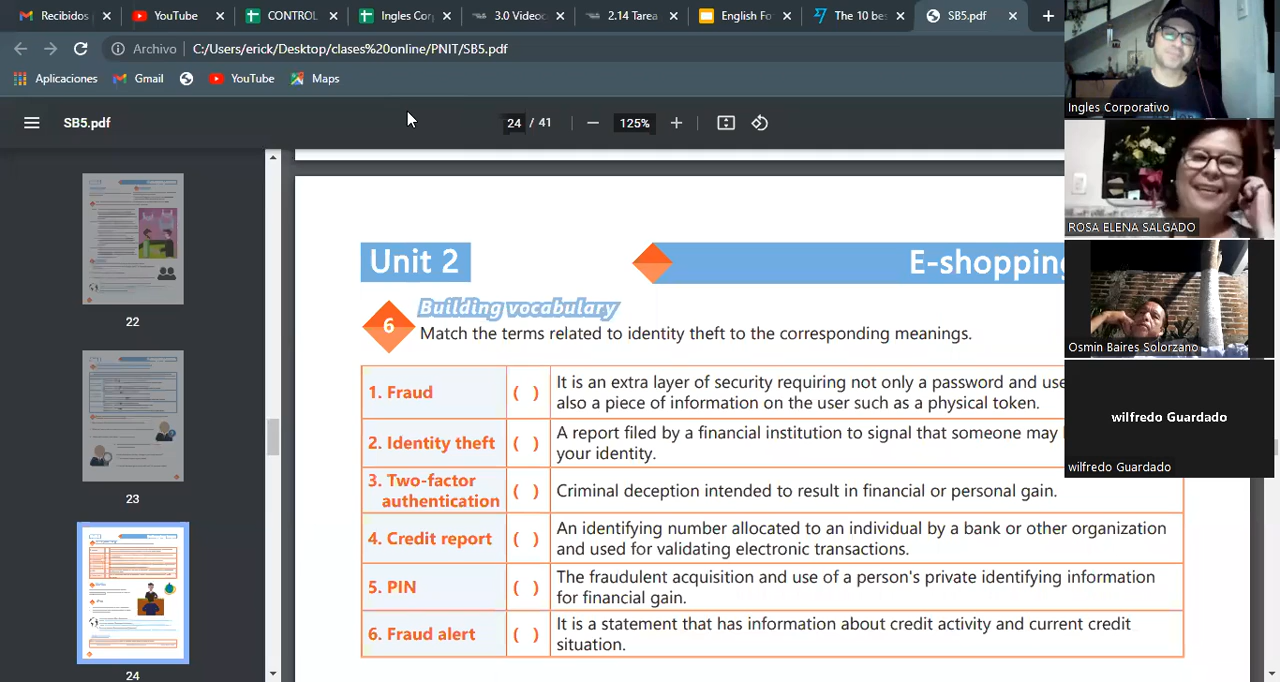 Recibidos
YouTube
CONTROL
Ingles Cor
3.0 Video
2.14 Tarea
English Fo
The 10 be
SB5.pdf
Archivo
C:/Users/erick/Desktop/clases%20online/PNIT/SB5.pdf
Aplicaciones
Gmail
YouTube
Maps
SB5.pdf
24 / 41
125%
Ingles Corporativo
ROSA ELENA SALGADO
Osmin Baires Solorzano
wilfredo Guardado
wilfredo Guardado
22
23
24
Unit 2
E-shopping
6
Building vocabulary
Match the terms related to identity theft to the corresponding meanings.
1. Fraud ( ) It is an extra layer of security requiring not only a password and use
also a piece of information on the user such as a physical token.
2. Identity theft ( ) A report filed by a financial institution to signal that someone may
your identity.
3. Two-factor
authentication ( ) Criminal deception intended to result in financial or personal gain.
4. Credit report ( ) An identifying number allocated to an individual by a bank or other organization
and used for validating electronic transactions.
5. PIN ( ) The fraudulent acquisition and use of a person's private identifying information
for financial gain.
6. Fraud alert ( ) It is a statement that has information about credit activity and current credit
situation.